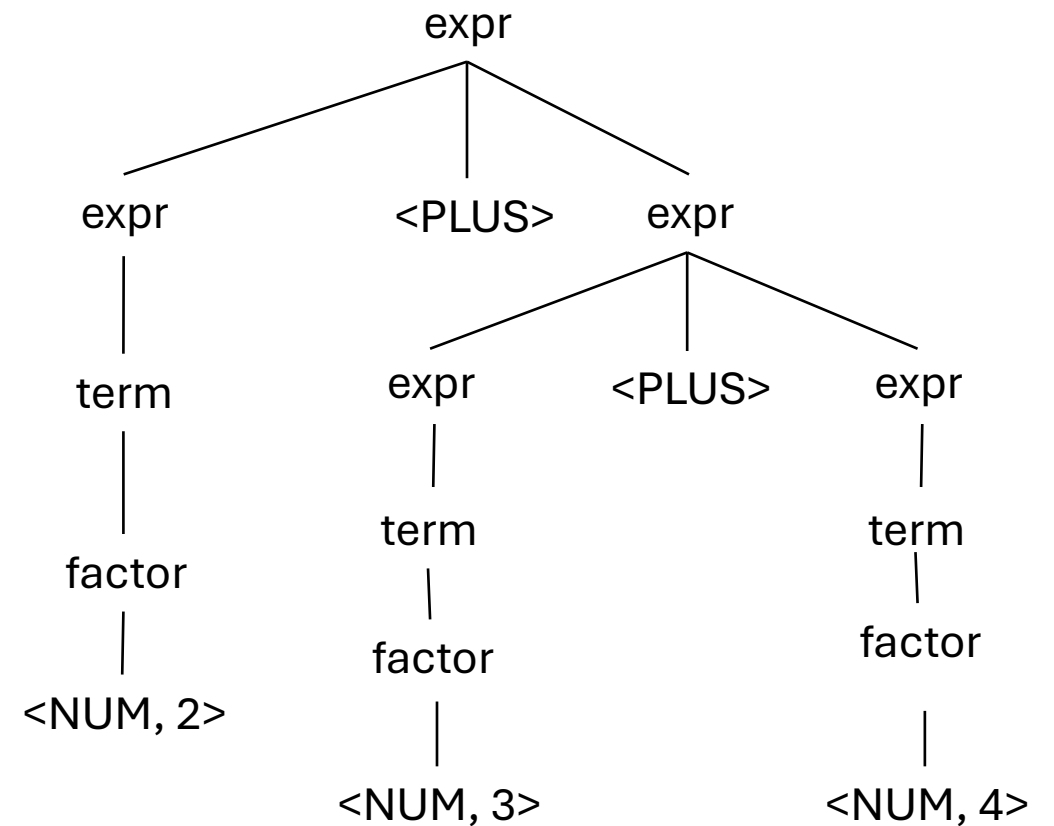 expr
expr <PLUS> expr
term expr <PLUS> expr
term term
factor
factor factor
<NUM, 2>
<NUM, 3> <NUM, 4>